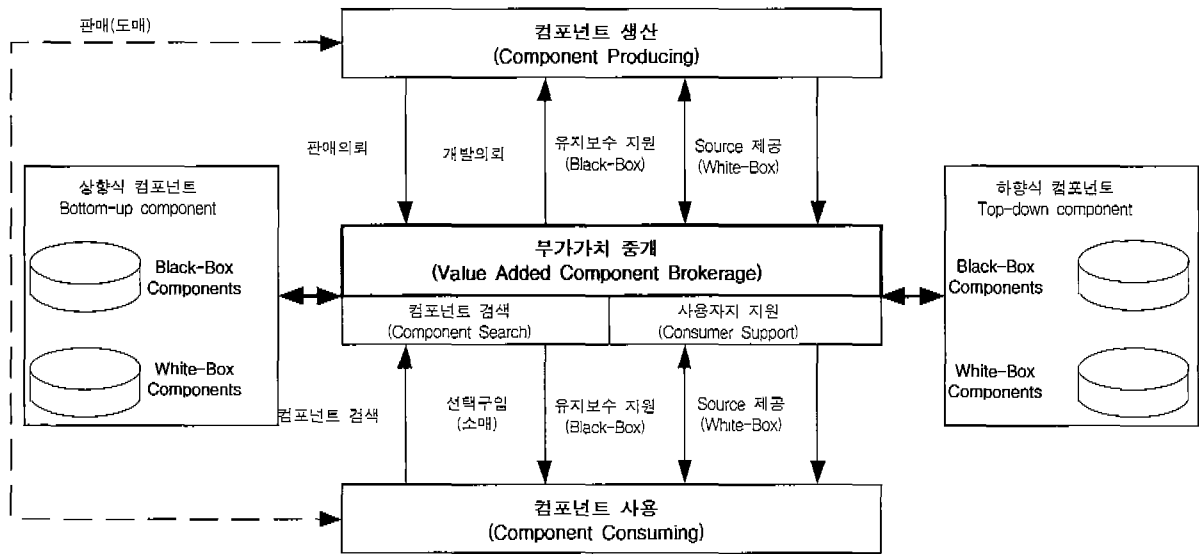 판매(도매)
컴포넌트 생산
(Component Producing)
판매의뢰
개발의뢰
유지보수 지원
(Black-Box)
Source 제공
(White-Box)
상향식 컴포넌트
Bottom-up component
Black-Box
Components
White-Box
Components
부가가치 중개
(Value Added Component Brokerage)
컴포넌트 검색
(Component Search)
사용자지 지원
(Consumer Support)
하향식 컴포넌트
Top-down component
Black-Box
Components
White-Box
Components
컴포넌트 검색
선택구입
(소매)
유지보수 지원
(Black-Box)
Source 제공
(White-Box)
컴포넌트 사용
(Component Consuming)